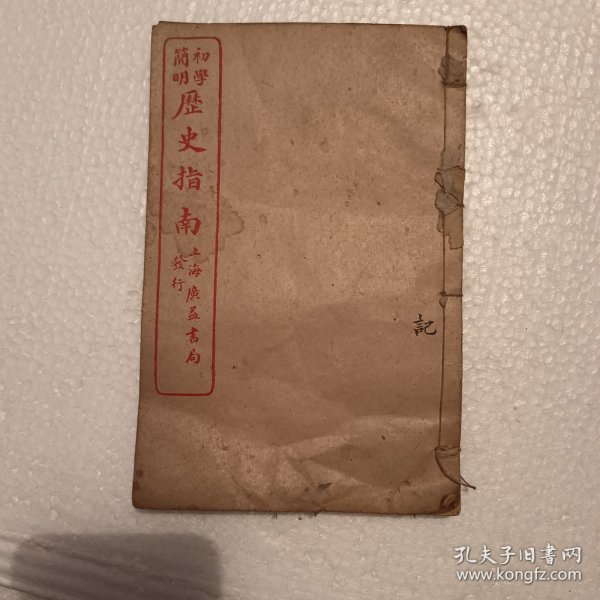 初學
簡明
歷史指南
上海廣益書局
發行
記
孔夫子旧书网
www.kongfz.com